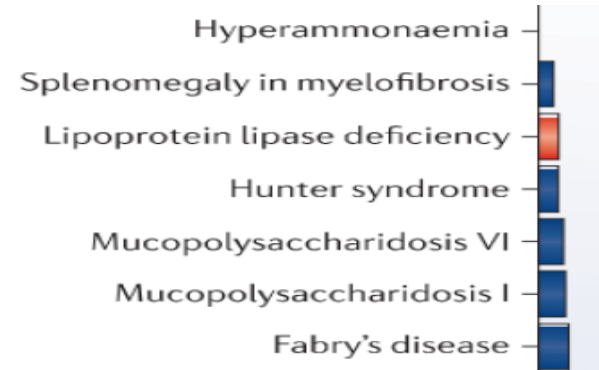 Hyperammonaemia
Splenomegaly in myelofibrosis
Lipoprotein lipase deficiency
Hunter syndrome
Mucopolysaccharidosis VI
Mucopolysaccharidosis I
Fabry's disease